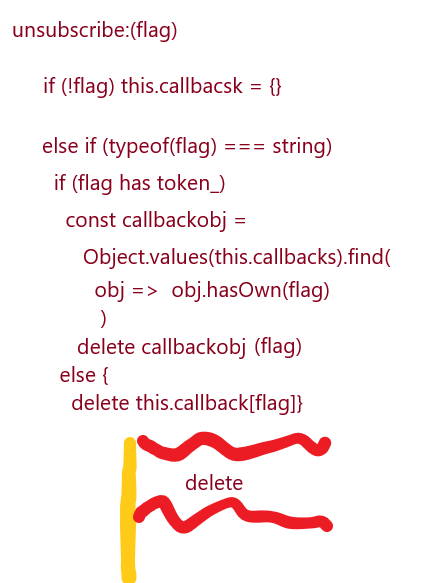 unsubscribe:(flag)
if (!flag) this.callbacsk = {}
else if (typeof(flag) === string)
if (flag has token_)
const callbackobj =
Object.values(this.callbacks).find(
obj => obj.hasOwn(flag)
)
delete callbackobj (flag)
else {
delete this.callback[flag]}
delete